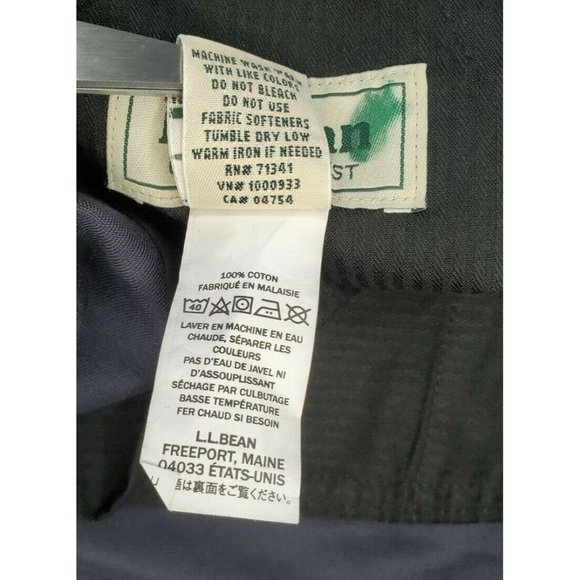 MACHINE WASH WARM
WITH LIKE COLORS
DO NOT BLEACH
DO NOT USE
FABRIC SOFTENERS
TUMBLE DRY LOW
WARM IRON IF NEEDED
RN# 71341
VN# 1000933
CA# 04754
100% COTON
FABRIQUÉ EN MALAISIE
40
LAVER EN MACHINE EN EAU
CHAUDE, SÉPARER LES
COULEURS
PAS D'EAU DE JAVEL NI
D'ASSOUPLISSANT
SÉCHAGE PAR CULBUTAGE
BASSE TEMPÉRATURE
FER CHAUD SI BESOIN
L.L.BEAN
FREEPORT, MAINE
04033 ÉTATS-UNIS
語は裏面をご覧ください。